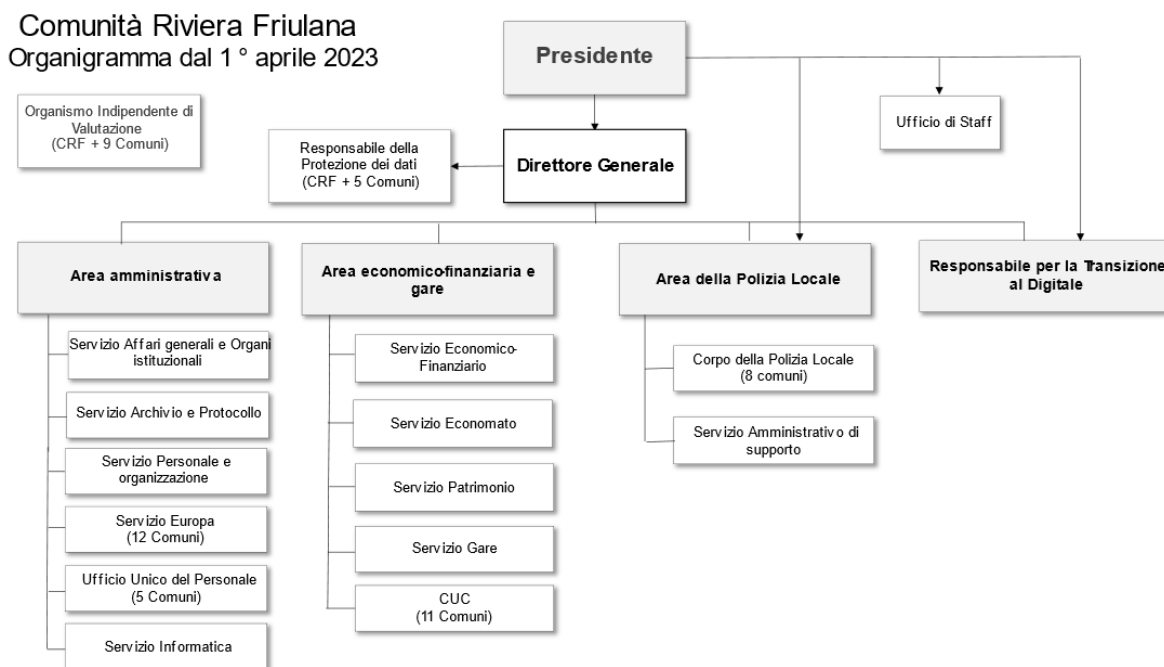 Comunità Riviera Friulana
Organigramma dal 1 ° aprile 2023
Presidente
Organismo Indipendente di
Valutazione
(CRF + 9 Comuni)
Ufficio di Staff
Responsabile della
Protezione dei dati
(CRF + 5 Comuni)
Direttore Generale
Area amministrativa
Area economico-finanziaria e
gare
Area della Polizia Locale
Responsabile per la Transizione
al Digitale
Servizio Affari generali e Organi
istituzionali
Servizio Archivio e Protocollo
Servizio Personale e
organizzazione
Servizio Europa
(12 Comuni)
Ufficio Unico del Personale
(5 Comuni)
Servizio Informatica
Servizio Economico-
Finanziario
Servizio Economato
Servizio Patrimonio
Servizio Gare
CUC
(11 Comuni)
Corpo della Polizia Locale
(8 comuni)
Servizio Amministrativo di
supporto